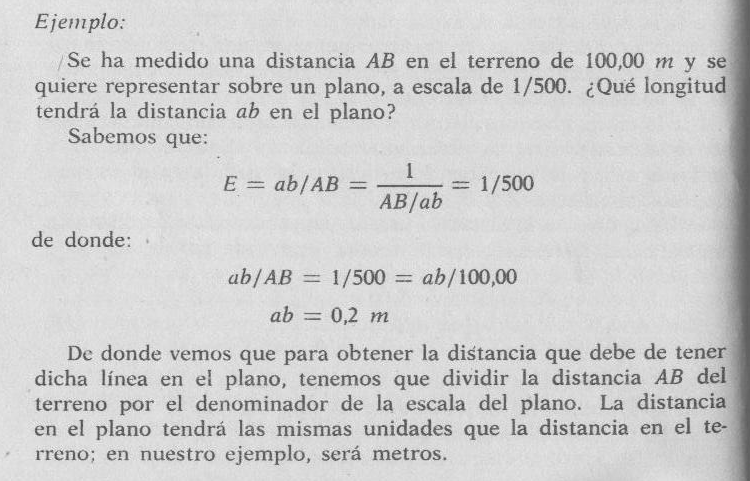 Ejemplo:
Se ha medido una distancia AB en el terreno de 100,00 m y se
quiere representar sobre un plano, a escala de 1/500. ¿Qué longitud
tendrá la distancia ab en el plano?
Sabemos que:
E = ab/AB = 1 / (AB/ab) = 1/500
de donde:
ab/AB = 1/500 = ab/100,00
ab = 0,2 m
De donde vemos que para obtener la distancia que debe de tener
dicha línea en el plano, tenemos que dividir la distancia AB del
terreno por el denominador de la escala del plano. La distancia
en el plano tendrá las mismas unidades que la distancia en el te-
rreno; en nuestro ejemplo, será metros.